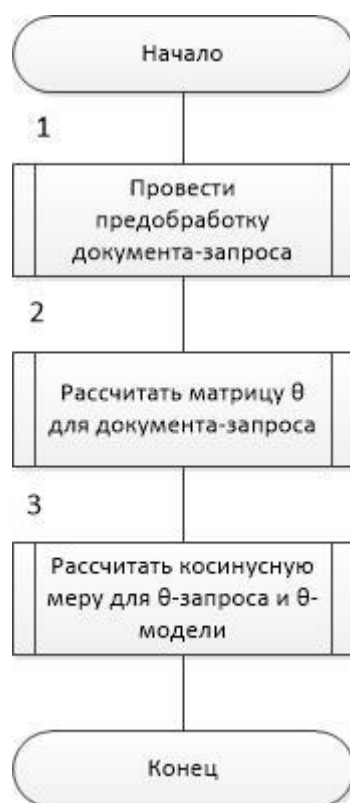 Начало
1
Провести
предобработку
документа-запроса
2
Рассчитать матрицу θ
для документа-запроса
3
Рассчитать косинусную
меру для θ-запроса и θ-
модели
Конец